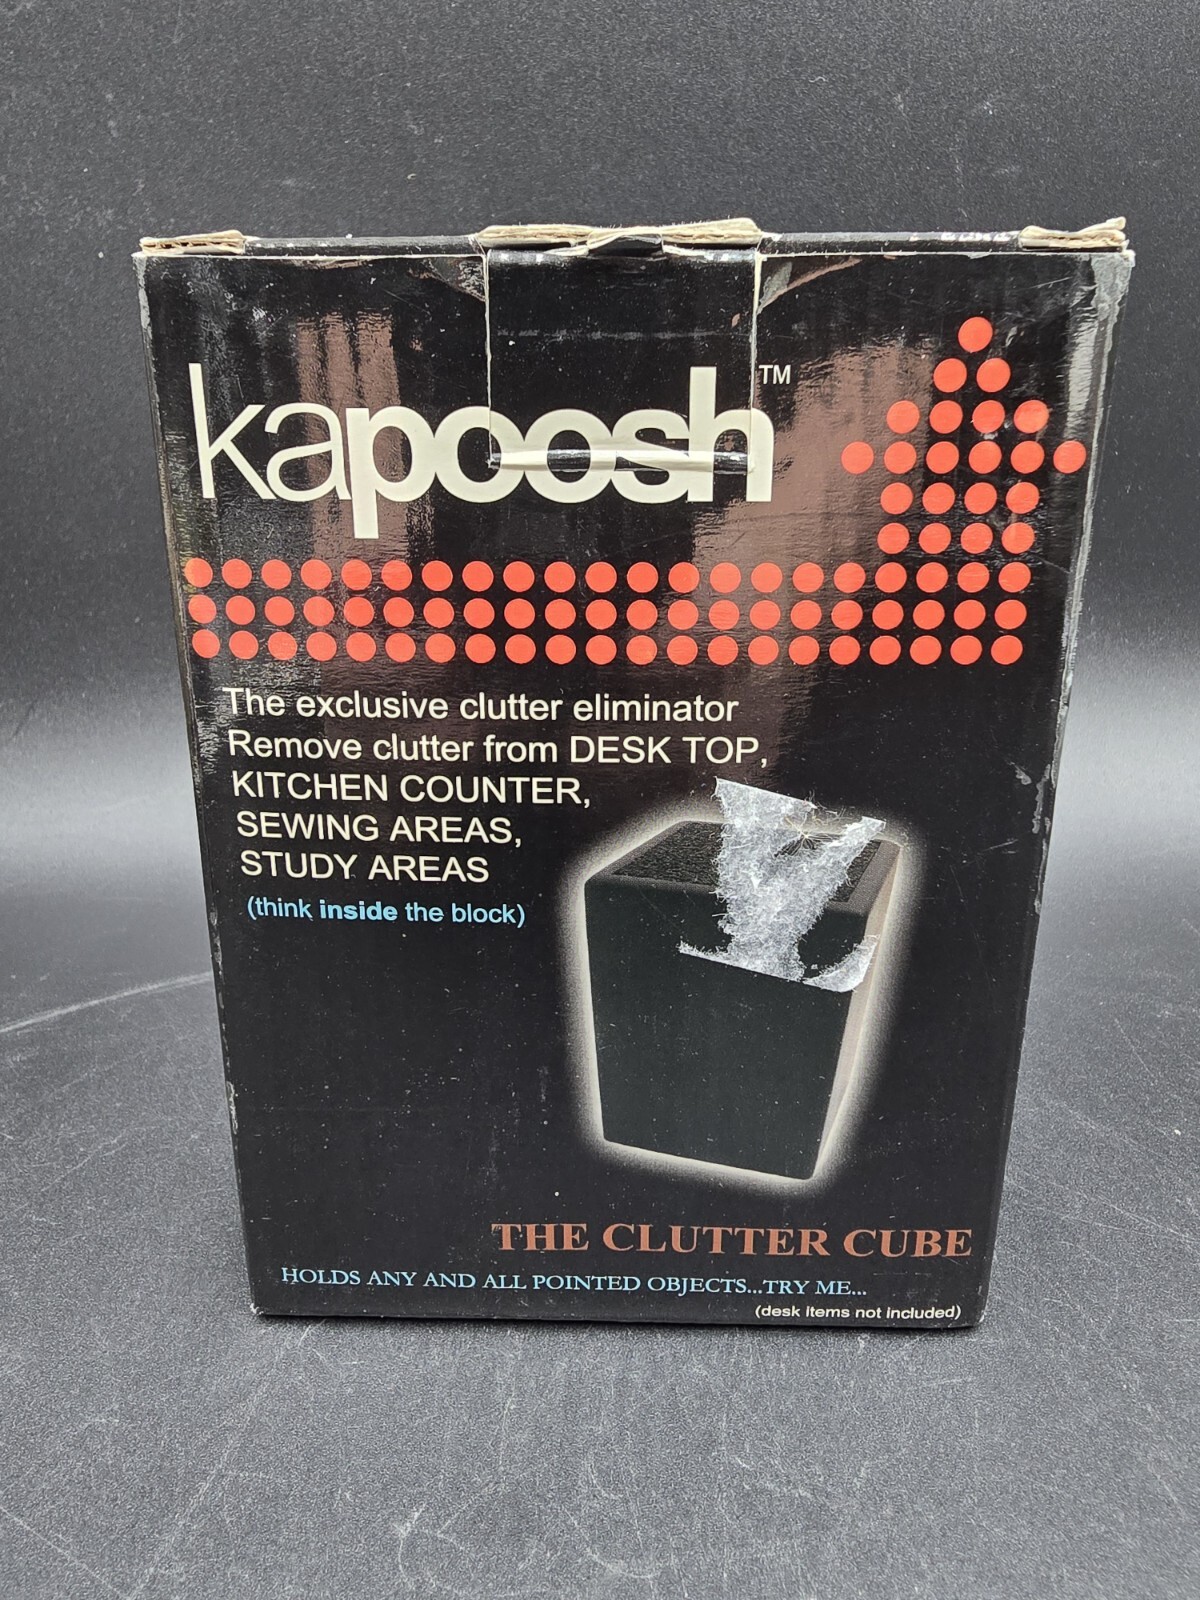 kapoosh™
The exclusive clutter eliminator
Remove clutter from DESK TOP,
KITCHEN COUNTER,
SEWING AREAS,
STUDY AREAS
(think inside the block)
THE CLUTTER CUBE
HOLDS ANY AND ALL POINTED OBJECTS...TRY ME...
(desk items not included)